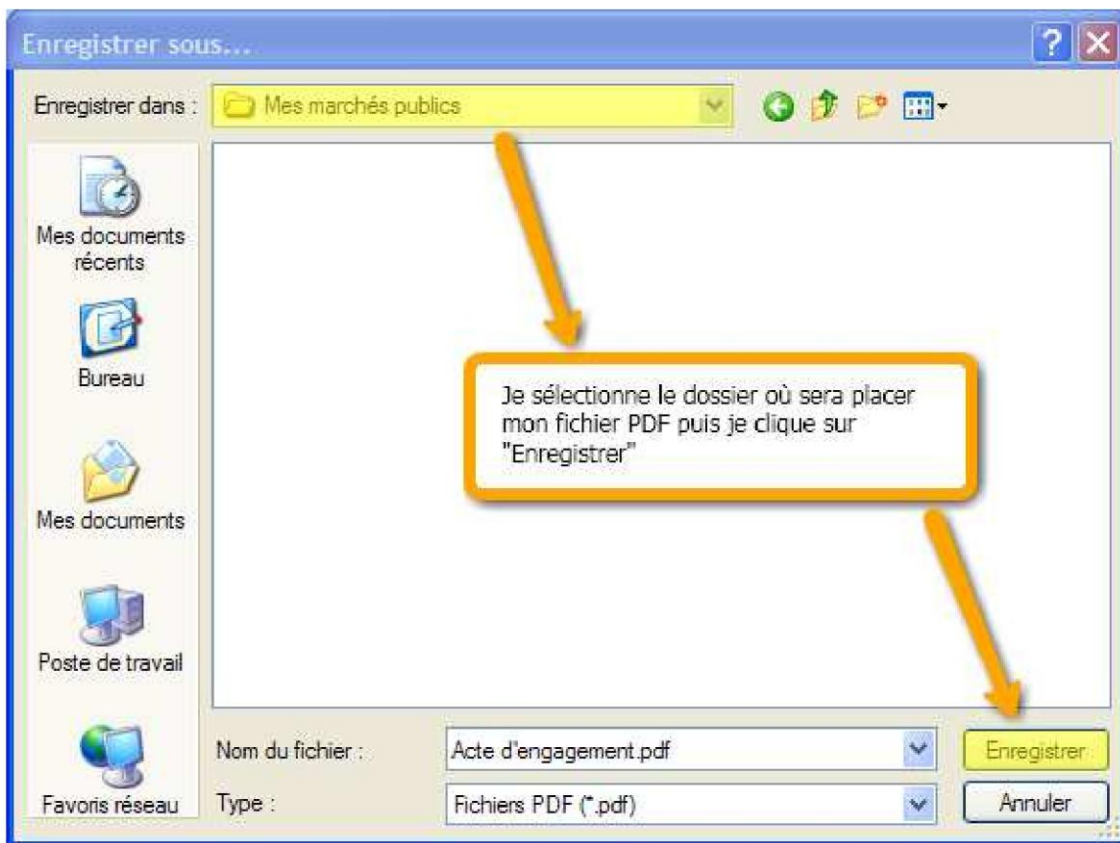 Enregistrer sous...
Enregistrer dans :
Mes marchés publics
Mes documents
récents
Bureau
Mes documents
Poste de travail
Favoris réseau
Je sélectionne le dossier où sera placer
mon fichier PDF puis je clique sur
"Enregistrer"
Nom du fichier :
Acte d'engagement.pdf
Enregistrer
Type :
Fichiers PDF (*.pdf)
Annuler